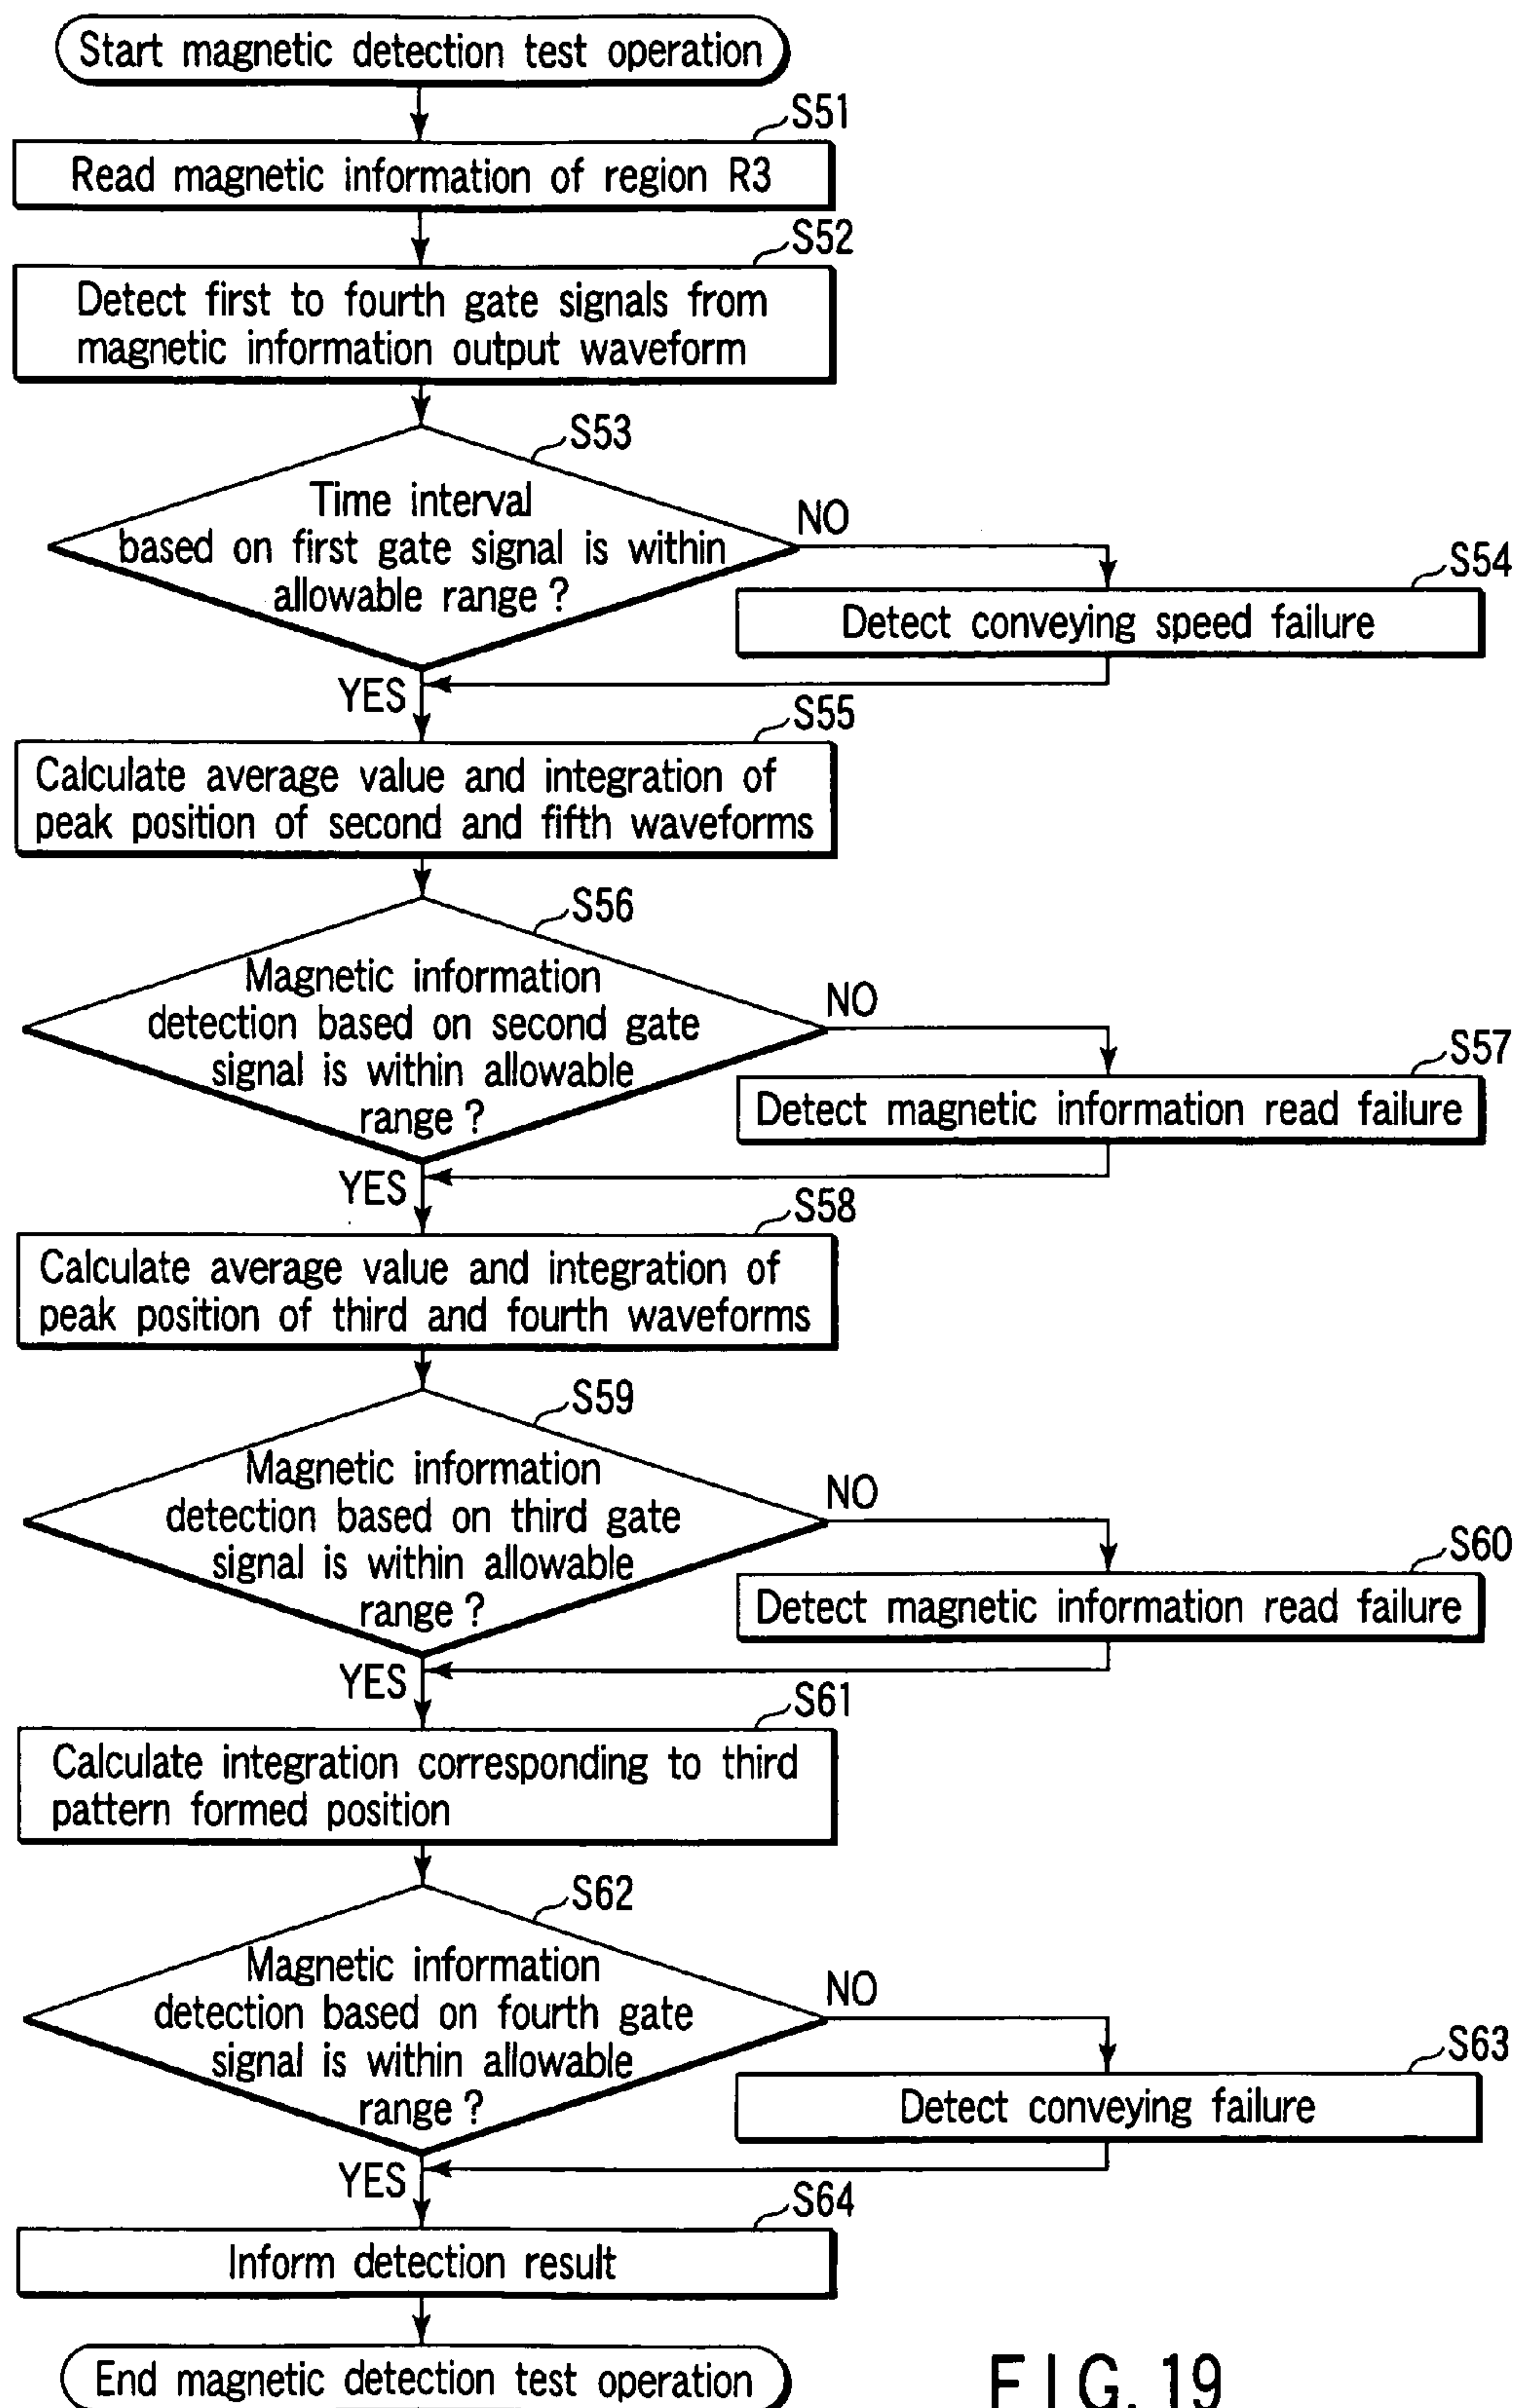 Start magnetic detection test operation
S51
Read magnetic information of region R3
S52
Detect first to fourth gate signals from
magnetic information output waveform
S53
Time interval
based on first gate signal is within
allowable range ?
NO
S54
Detect conveying speed failure
YES
S55
Calculate average value and integration of
peak position of second and fifth waveforms
S56
Magnetic information
detection based on second gate
signal is within allowable
range ?
NO
S57
Detect magnetic information read failure
YES
S58
Calculate average value and integration of
peak position of third and fourth waveforms
S59
Magnetic information
detection based on third gate
signal is within allowable
range ?
NO
S60
Detect magnetic information read failure
YES
S61
Calculate integration corresponding to third
pattern formed position
S62
Magnetic information
detection based on fourth gate
signal is within allowable
range ?
NO
S63
Detect conveying failure
YES
S64
Inform detection result
End magnetic detection test operation
FIG. 19